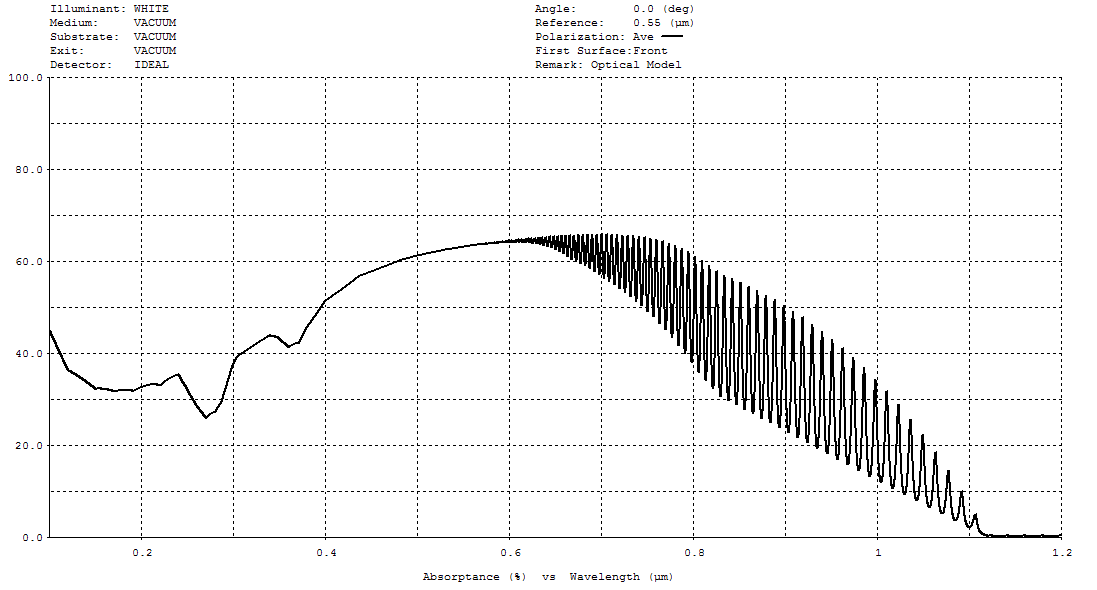 Illuminant: WHITE
Medium: VACUUM
Substrate: VACUUM
Exit: VACUUM
Detector: IDEAL
Angle: 0.0 (deg)
Reference: 0.55 (µm)
Polarization: Ave
First Surface:Front
Remark: Optical Model
100.0
80.0
60.0
40.0
20.0
0.0
0.2 0.4 0.6 0.8 1 1.2
Absorptance (%) vs Wavelength (µm)